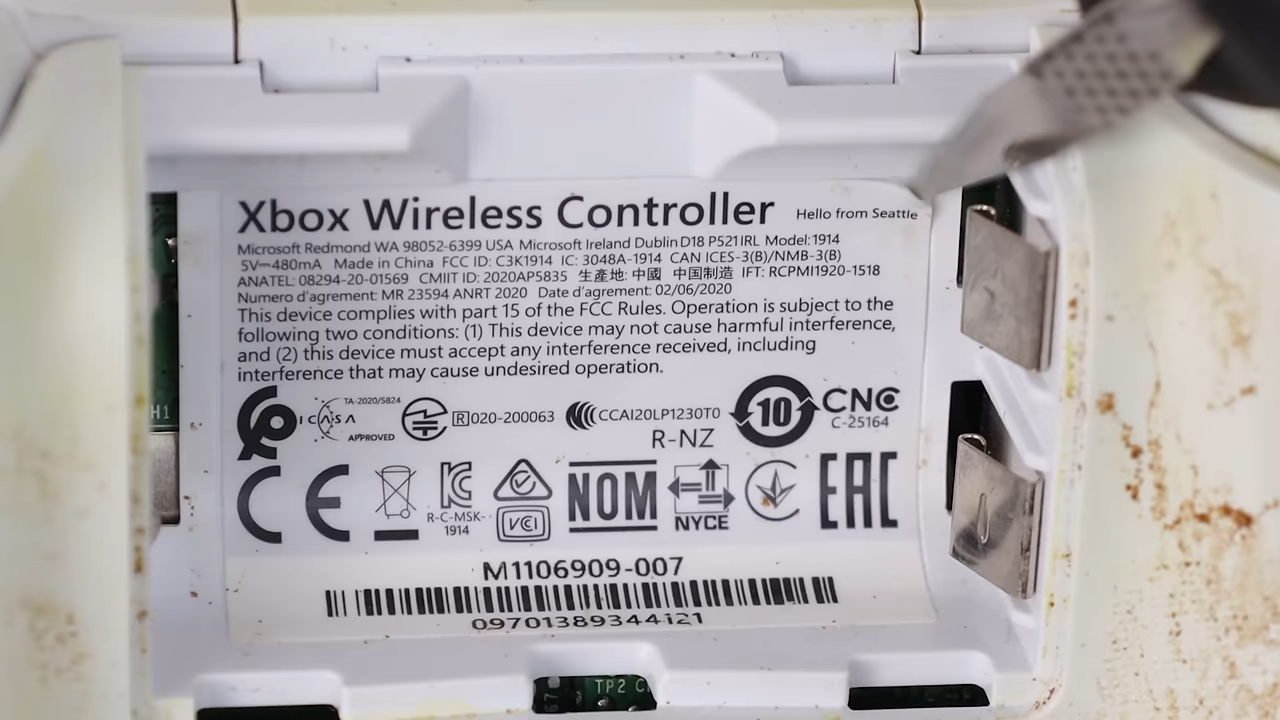 Xbox Wireless Controller Hello from Seattle
Microsoft Redmond WA 98052-6399 USA Microsoft Ireland Dublin D18 P521 IRL Model: 1914
5V⎓480mA Made in China FCC ID: C3K1914 IC: 3048A-1914 CAN ICES-3(B)/NMB-3(B)
ANATEL: 08294-20-01569 CMIIT ID: 2020AP5835 生產地: 中國 中国制造 IFT: RCPMI1920-1518
Numero d'agrement: MR 23594 ANRT 2020 Date d'agrement: 02/06/2020
This device complies with part 15 of the FCC Rules. Operation is subject to the
following two conditions: (1) This device may not cause harmful interference,
and (2) this device must accept any interference received, including
interference that may cause undesired operation.
H1
ICASA TA-2020/5824 APPROVED R 020-200063 CCAI20LP1230T0 10 CNC C-25164
R-NZ
CE R-C-MSK-1914 VCI NOM NYCE EAC
M1106909-007
09701389344121
TP2